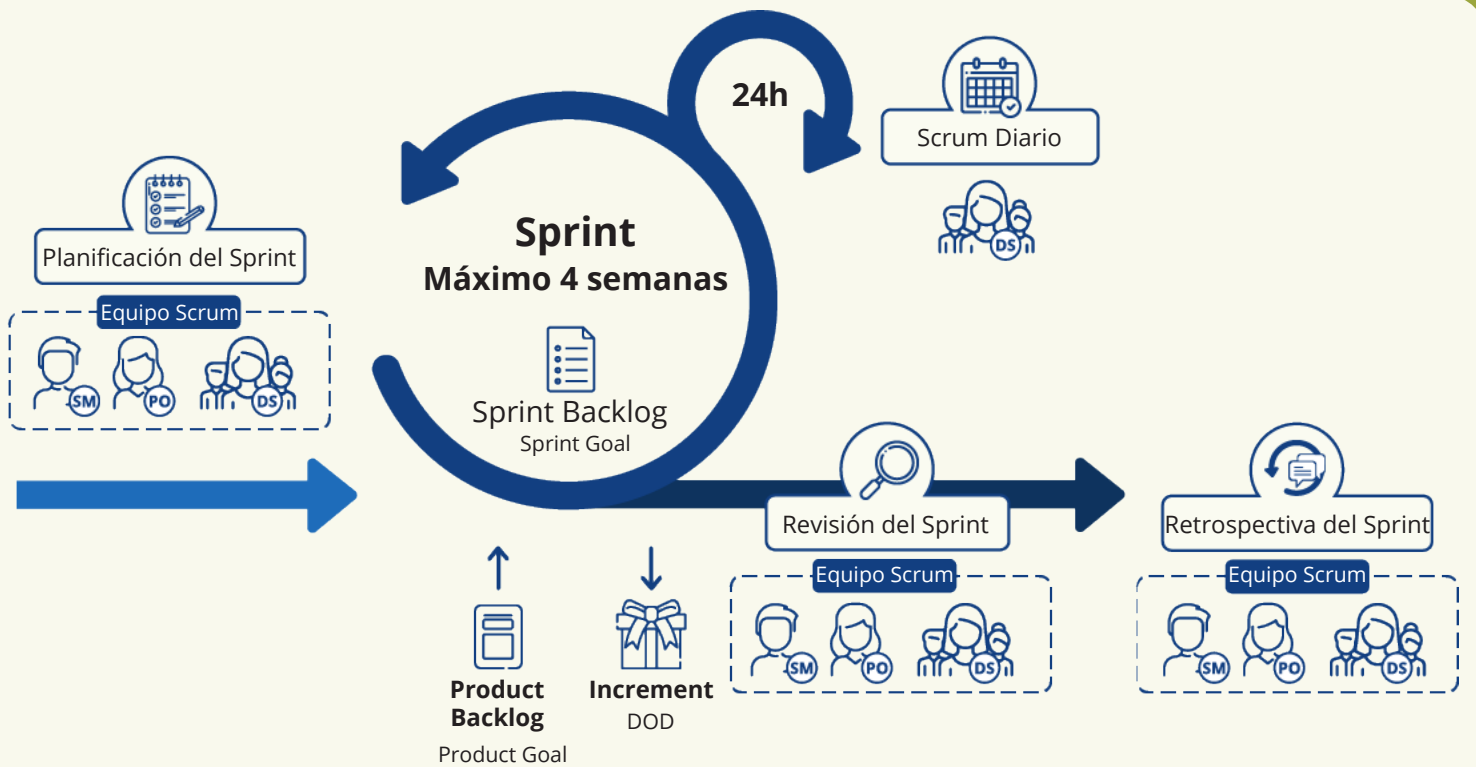 24h
Scrum Diario
DS
Planificación del Sprint
Equipo Scrum
SM
PO
DS
Sprint
Máximo 4 semanas
Sprint Backlog
Sprint Goal
Revisión del Sprint
Equipo Scrum
SM
PO
DS
Retrospectiva del Sprint
Equipo Scrum
SM
PO
DS
Product
Backlog
Product Goal
Increment
DOD